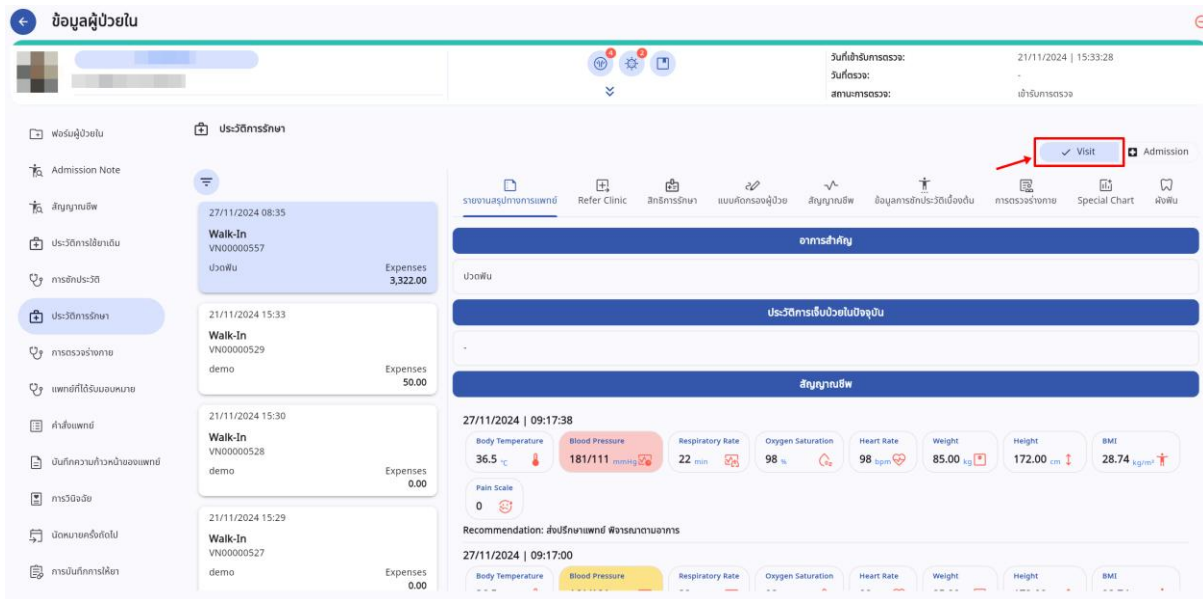 ข้อมูลผู้ป่วยใน
4
2
วันที่เข้ารับการตรวจ: 21/11/2024 | 15:33:28
วันที่ตรวจ: -
สถานะการตรวจ: เข้ารับการตรวจ
ฟอร์มผู้ป่วยใน
Admission Note
สัญญาณชีพ
ประวัติการใช้ยาเดิม
การซักประวัติ
ประวัติการรักษา
การตรวจร่างกาย
แพทย์ที่ได้รับมอบหมาย
คำสั่งแพทย์
บันทึกความก้าวหน้าของแพทย์
การวินิจฉัย
นัดหมายครั้งถัดไป
การบันทึกการให้ยา
ประวัติการรักษา
Visit
Admission
27/11/2024 08:35
Walk-In
VN00000557
ปวดฟัน Expenses
3,322.00
21/11/2024 15:33
Walk-In
VN00000529
demo Expenses
50.00
21/11/2024 15:30
Walk-In
VN00000528
demo Expenses
0.00
21/11/2024 15:29
Walk-In
VN00000527
demo Expenses
0.00
รายงานสรุปทางการแพทย์ Refer Clinic สิทธิการรักษา แบบคัดกรองผู้ป่วย สัญญาณชีพ ข้อมูลการซักประวัติเบื้องต้น การตรวจร่างกาย Special Chart ผังฟัน
อาการสำคัญ
ปวดฟัน
ประวัติการเจ็บป่วยในปัจจุบัน
-
สัญญาณชีพ
27/11/2024 | 09:17:38
Body Temperature Blood Pressure Respiratory Rate Oxygen Saturation Heart Rate Weight Height BMI
36.5 °C 181/111 mmHg 22 min 98 % 98 bpm 85.00 kg 172.00 cm 28.74 kg/m²
Pain Scale
0
Recommendation: ส่งปรึกษาแพทย์ พิจารณาตามอาการ
27/11/2024 | 09:17:00
Body Temperature Blood Pressure Respiratory Rate Oxygen Saturation Heart Rate Weight Height BMI